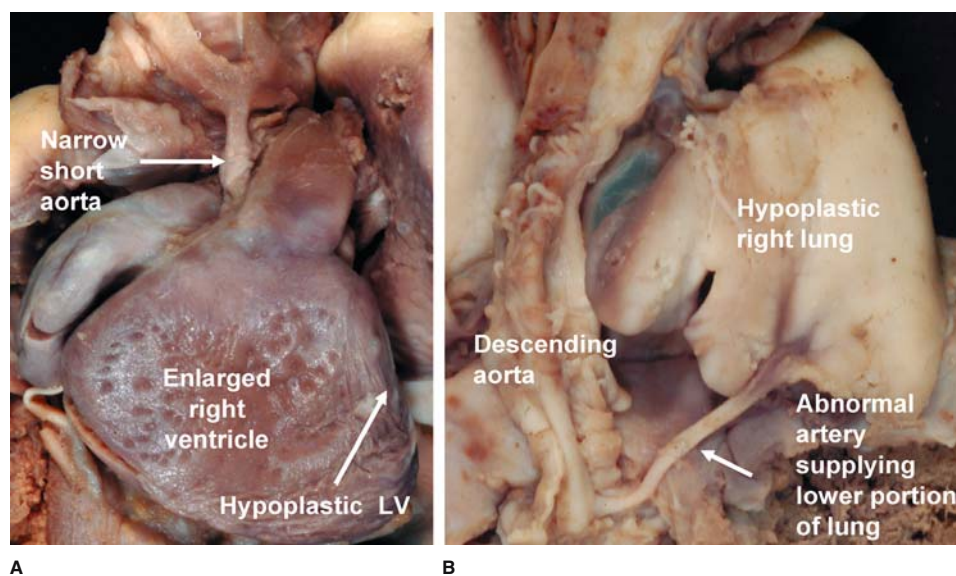 Narrow
short
aorta
Enlarged
right
ventricle
Hypoplastic LV
Hypoplastic
right lung
Descending
aorta
Abnormal
artery
supplying
lower portion
of lung
A
B